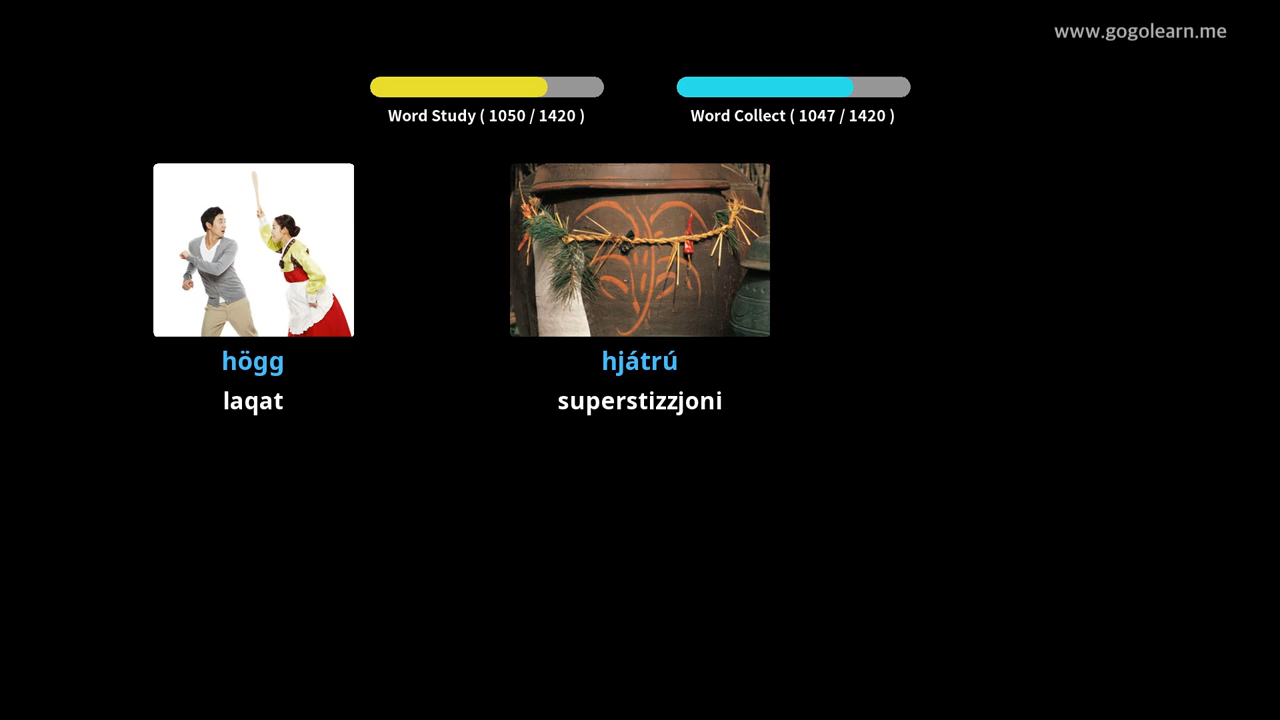 www.gogolearn.me
Word Study ( 1050 / 1420 )
Word Collect ( 1047 / 1420 )
högg
hjátrú
laqat
superstizzjoni